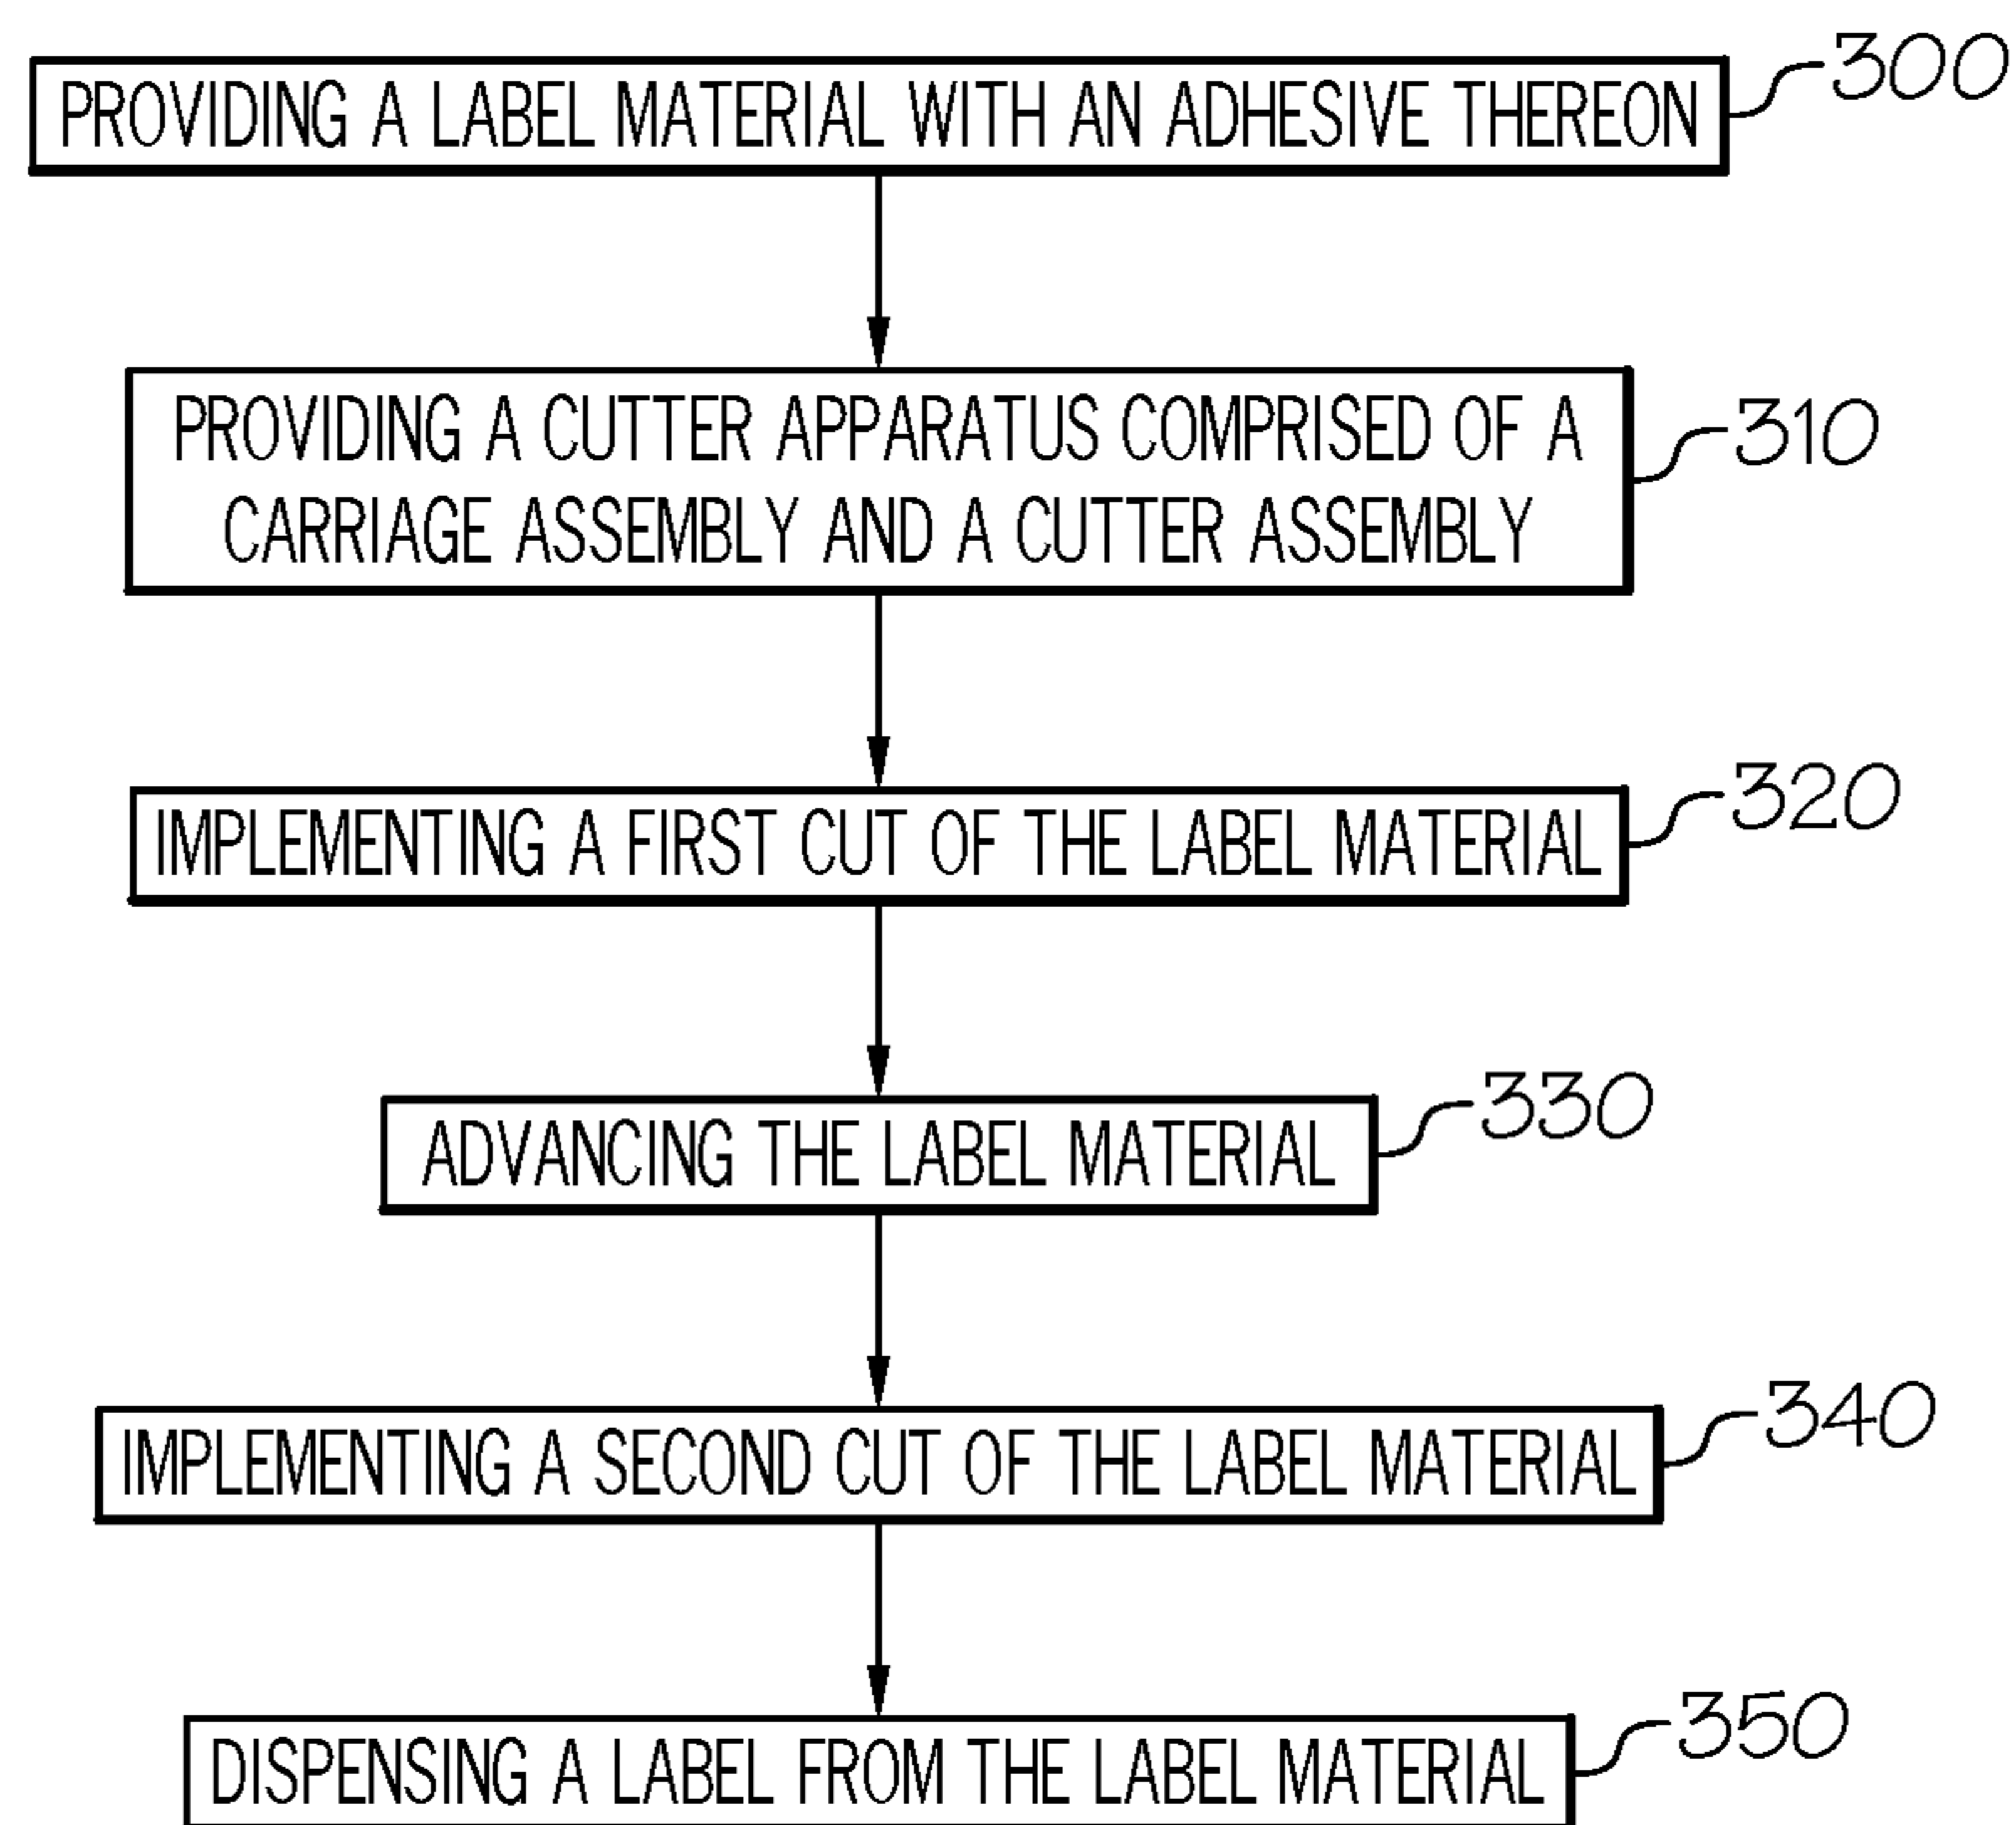 300
PROVIDING A LABEL MATERIAL WITH AN ADHESIVE THEREON
310
PROVIDING A CUTTER APPARATUS COMPRISED OF A
CARRIAGE ASSEMBLY AND A CUTTER ASSEMBLY
320
IMPLEMENTING A FIRST CUT OF THE LABEL MATERIAL
330
ADVANCING THE LABEL MATERIAL
340
IMPLEMENTING A SECOND CUT OF THE LABEL MATERIAL
350
DISPENSING A LABEL FROM THE LABEL MATERIAL